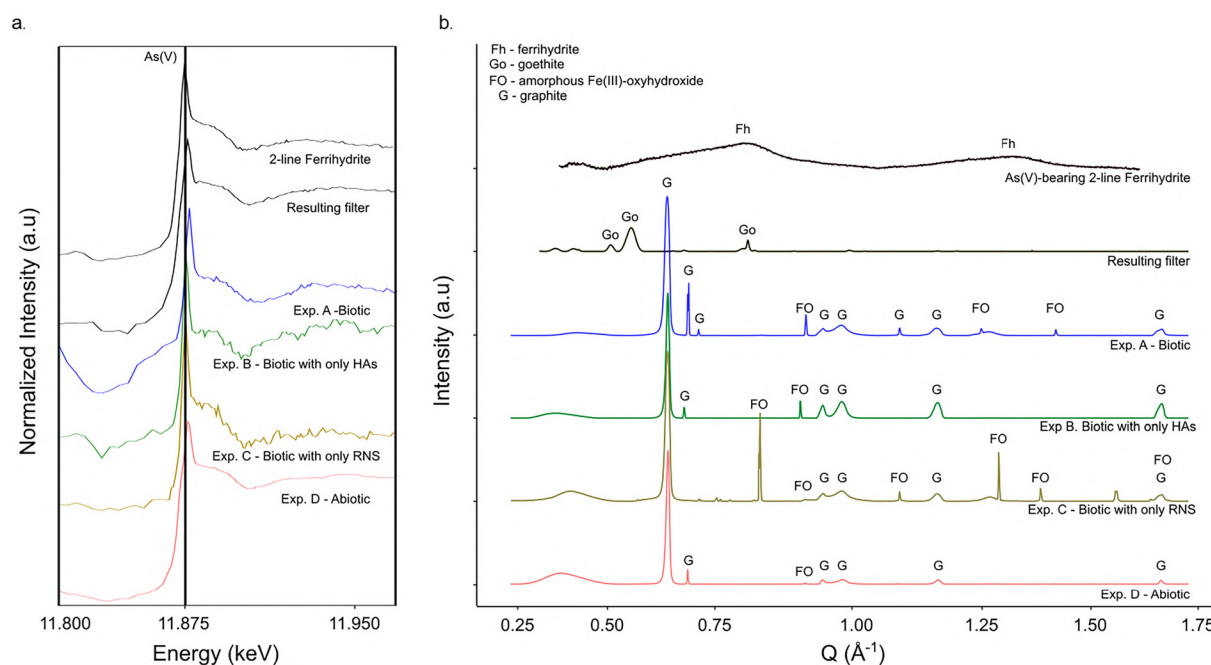 a.
As(V)
2-line Ferrihydrite
Resulting filter
Exp. A -Biotic
Exp. B - Biotic with only HAs
Exp. C - Biotic with only RNS
Exp. D - Abiotic
Normalized Intensity (a.u)
11.800
11.875
11.950
Energy (keV)
b.
Fh - ferrihydrite
Go - goethite
FO - amorphous Fe(III)-oxyhydroxide
G - graphite
Fh
Fh
As(V)-bearing 2-line Ferrihydrite
Go
Go
Go
Resulting filter
G
G
G
FO
G
G
G
G
FO
FO
G
Exp. A - Biotic
G
FO
G
G
G
G
Exp B. Biotic with only HAs
FO
FO
G
G
FO
G
FO
FO
FO
G
Exp. C - Biotic with only RNS
G
FO
G
G
G
G
Exp. D - Abiotic
Intensity (a.u)
0.25
0.50
0.75
1.00
1.25
1.50
1.75
Q (Å-1)